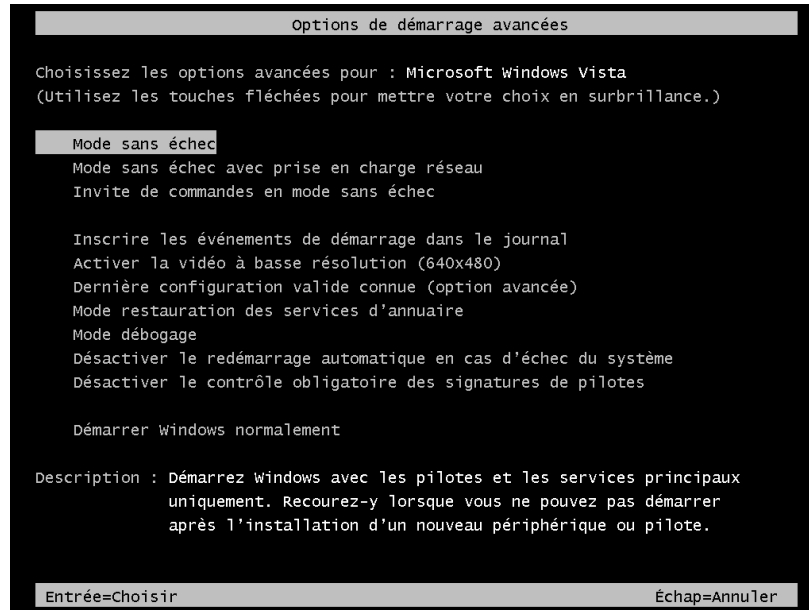 Options de démarrage avancées
Choisissez les options avancées pour : Microsoft Windows Vista
(Utilisez les touches fléchées pour mettre votre choix en surbrillance.)
Mode sans échec
Mode sans échec avec prise en charge réseau
Invite de commandes en mode sans échec
Inscrire les événements de démarrage dans le journal
Activer la vidéo à basse résolution (640x480)
Dernière configuration valide connue (option avancée)
Mode restauration des services d'annuaire
Mode débogage
Désactiver le redémarrage automatique en cas d'échec du système
Désactiver le contrôle obligatoire des signatures de pilotes
Démarrer Windows normalement
Description : Démarrez Windows avec les pilotes et les services principaux
uniquement. Recourez-y lorsque vous ne pouvez pas démarrer
après l'installation d'un nouveau périphérique ou pilote.
Entrée=Choisir Échap=Annuler